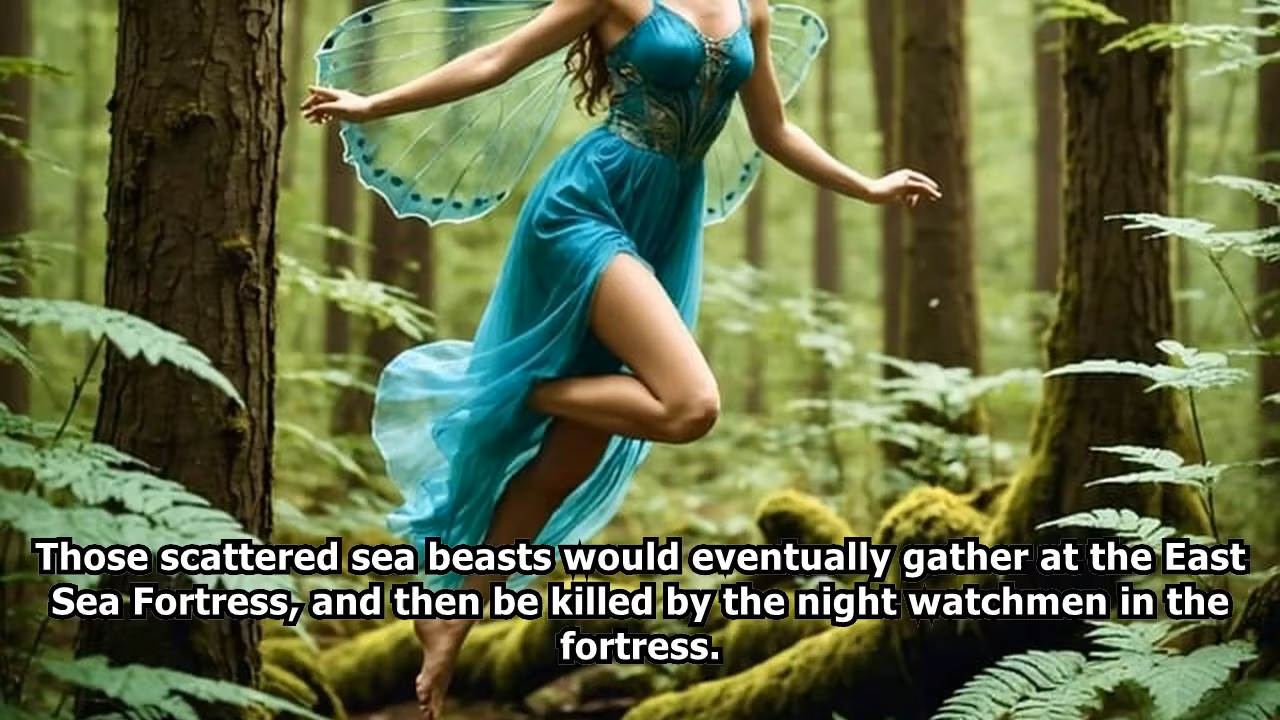 Those scattered sea beasts would eventually gather at the East
Sea Fortress, and then be killed by the night watchmen in the
fortress.